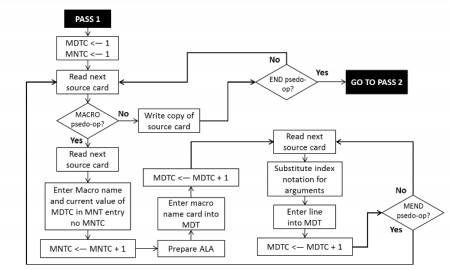 PASS 1
MDTC <--- 1
MNTC <--- 1
Read next
source card
MACRO
psedo-op?
No
Yes
Write copy of
source card
END psedo-
op?
No
Yes
GO TO PASS 2
Read next
source card
Enter Macro name
and current value of
MDTC in MNT entry
no MNTC
MNTC <--- MNTC + 1
Prepare ALA
Enter macro
name card into
MDT
MDTC <--- MDTC + 1
Read next
source card
Substitute index
notation for
arguments
Enter line
into MDT
MDTC <--- MDTC + 1
MEND
psedo-op?
No
Yes